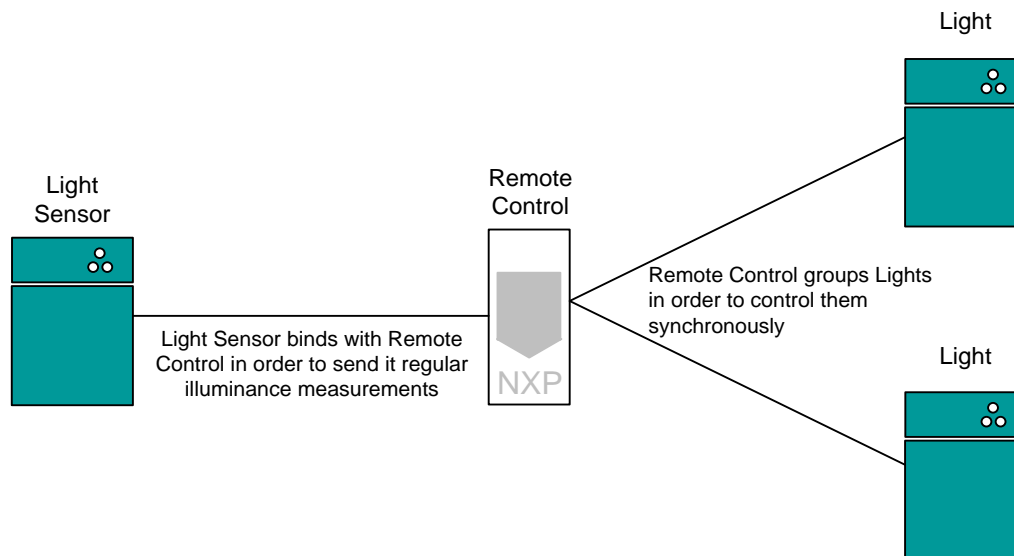 Light
Light
Sensor
Remote
Control
Remote Control groups Lights
in order to control them
synchronously
Light Sensor binds with Remote
Control in order to send it regular
illuminance measurements
NXP
Light